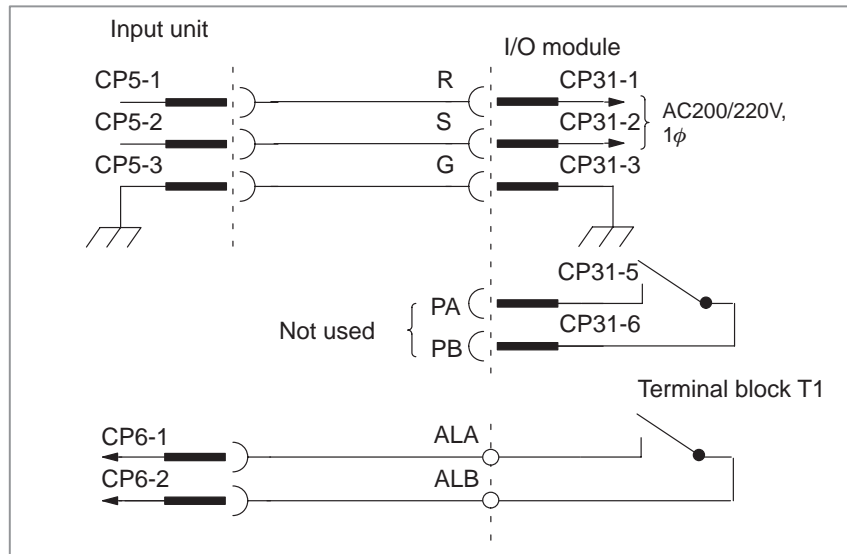 Input unit
I/O module
CP5-1
R
CP31-1
CP5-2
S
CP31-2
AC200/220V,
1ϕ
CP5-3
G
CP31-3
CP31-5
PA
CP31-6
Not used
PB
Terminal block T1
CP6-1
ALA
CP6-2
ALB